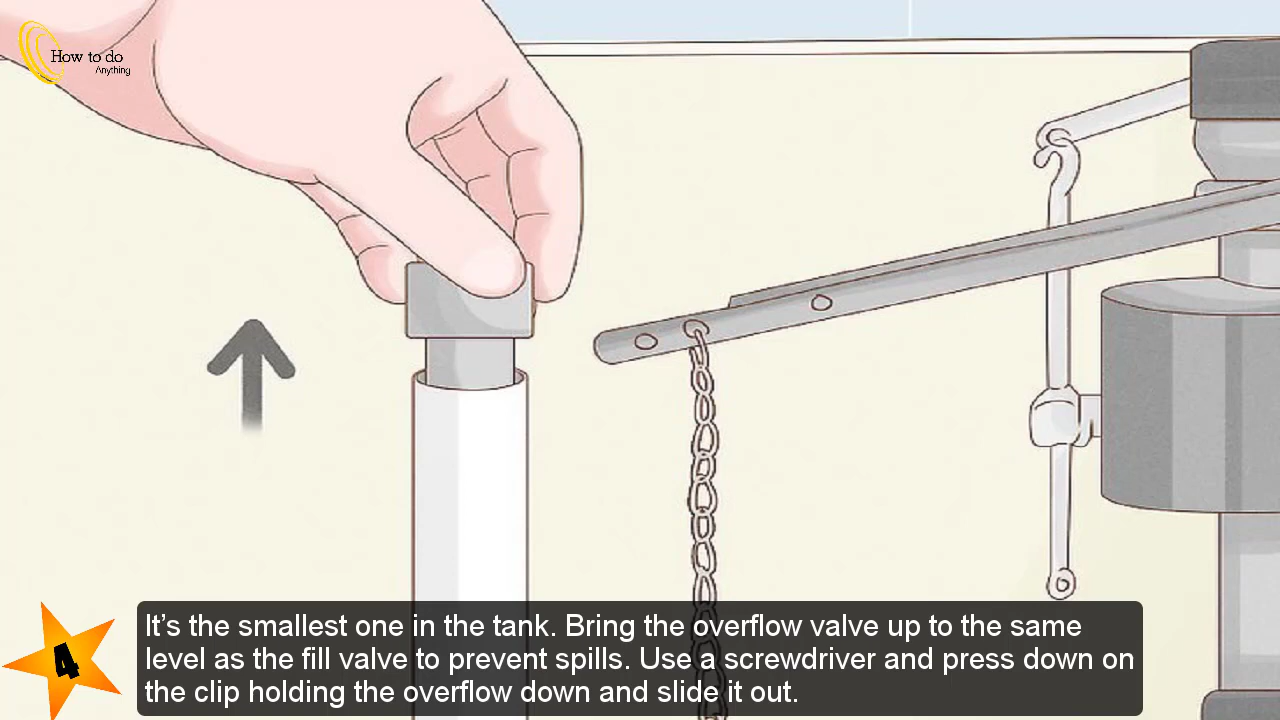 How to do
Anything
4
It’s the smallest one in the tank. Bring the overflow valve up to the same
level as the fill valve to prevent spills. Use a screwdriver and press down on
the clip holding the overflow down and slide it out.